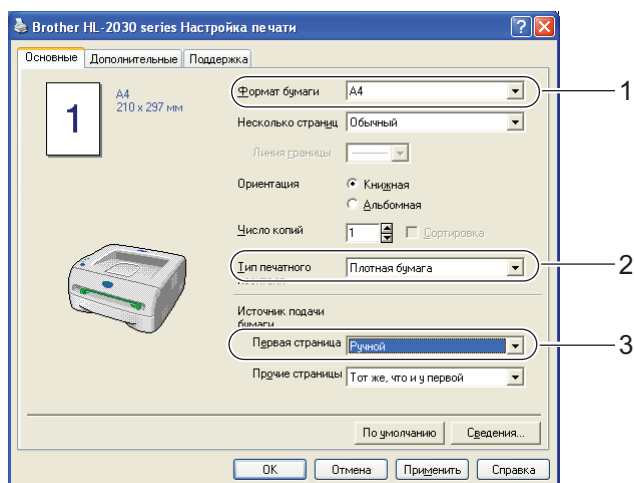 Brother HL-2030 series Настройка печати
Основные Дополнительные Поддержка
1
A4
210 x 297 мм
Формат бумаги A4
1
Несколько страниц Обычный
Линия границы
Ориентация Книжная
Альбомная
Число копий 1 Сортировка
Тип печатного Плотная бумага
2
Источник подачи
бумаги
Первая страница Ручной
3
Прочие страницы Тот же, что и у первой
По умолчанию Сведения...
OK Отмена Применить Справка